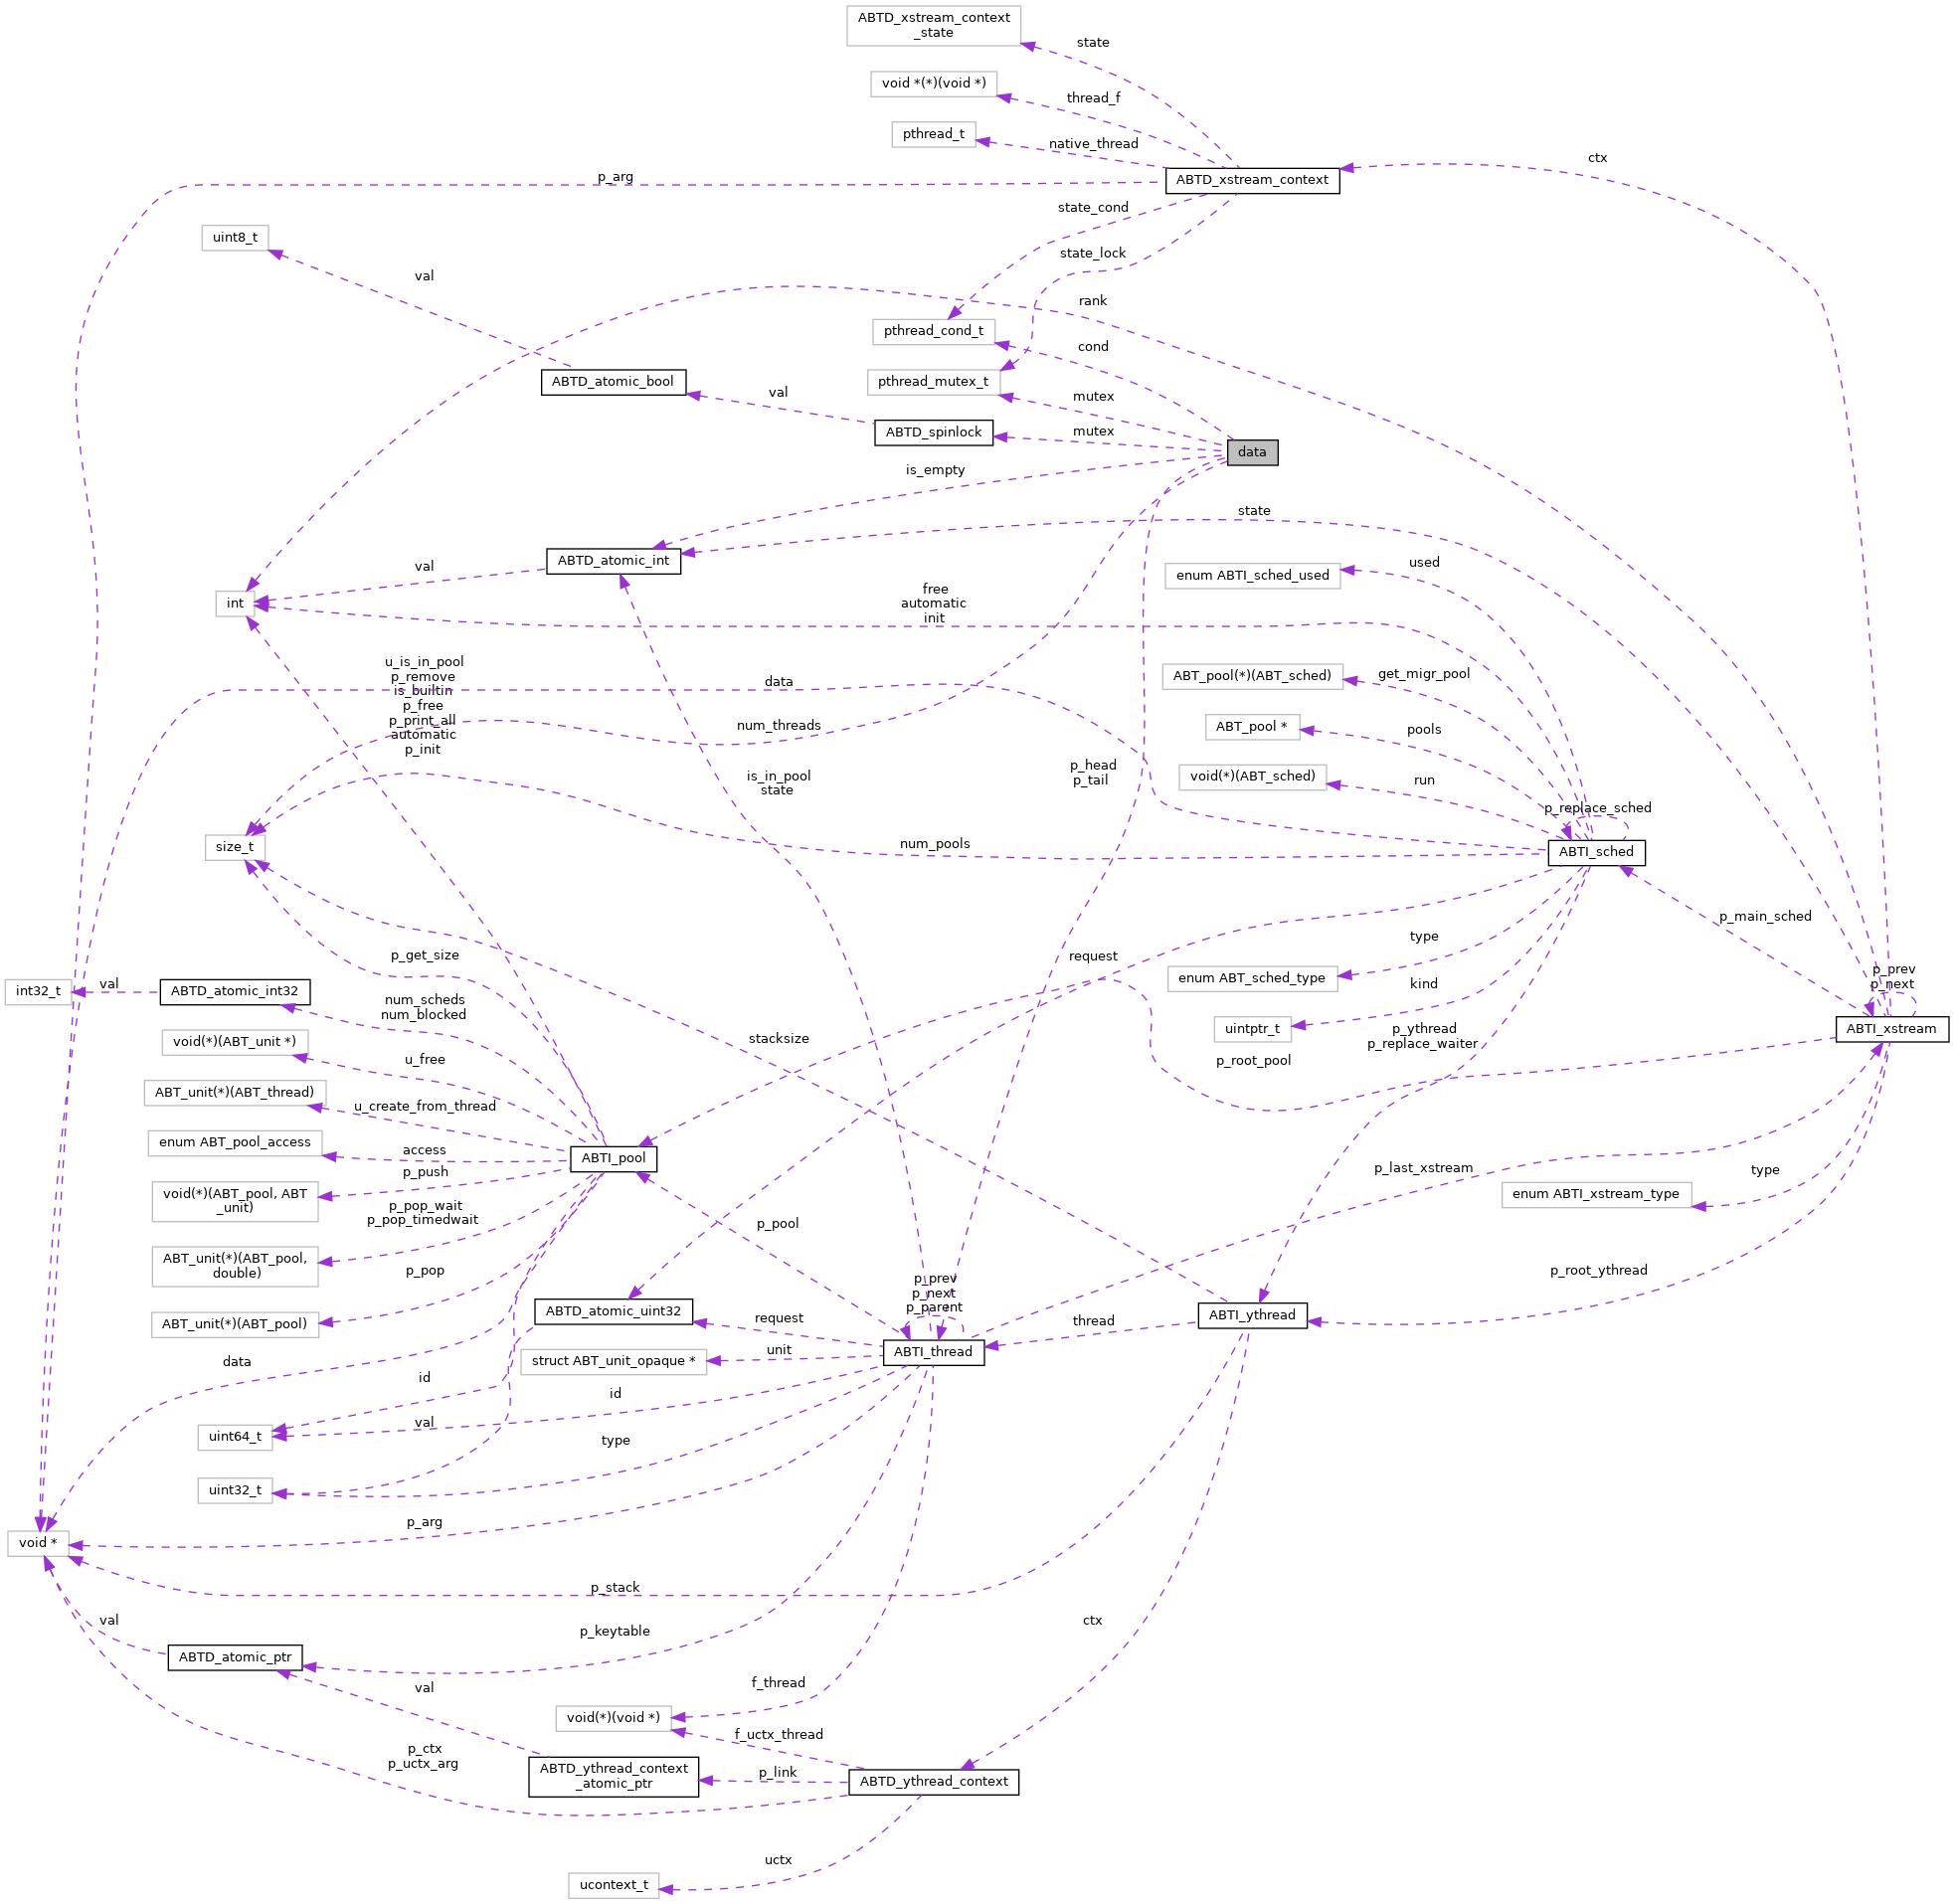 ABTD_xstream_context
_state
state
void *(*)(void *)
thread_f
pthread_t
native_thread
ctx
p_arg
ABTD_xstream_context
state_cond
uint8_t
state_lock
val
rank
pthread_cond_t
cond
ABTD_atomic_bool
pthread_mutex_t
val
mutex
ABTD_spinlock
mutex
data
is_empty
state
ABTD_atomic_int
val
used
enum ABTI_sched_used
int
free
automatic
init
u_is_in_pool
p_remove
is_builtin
p_free
p_print_all
automatic
p_init
data
ABT_pool(*)(ABT_sched)
get_migr_pool
num_threads
ABT_pool *
pools
is_in_pool
state
p_head
p_tail
void(*)(ABT_sched)
run
p_replace_sched
size_t
num_pools
ABTI_sched
p_main_sched
type
p_get_size
request
enum ABT_sched_type
p_prev
p_next
int32_t
val
ABTD_atomic_int32
kind
num_scheds
num_blocked
uintptr_t
ABTI_xstream
void(*)(ABT_unit *)
stacksize
p_ythread
p_replace_waiter
u_free
p_root_pool
ABT_unit(*)(ABT_thread)
u_create_from_thread
enum ABT_pool_access
access
ABTI_pool
p_push
p_last_xstream
type
void(*)(ABT_pool, ABT
_unit)
enum ABTI_xstream_type
p_pop_wait
p_pop_timedwait
p_pool
ABT_unit(*)(ABT_pool,
double)
p_pop
p_root_ythread
p_prev
p_next
p_parent
ABT_unit(*)(ABT_pool)
ABTD_atomic_uint32
request
thread
ABTI_ythread
data
struct ABT_unit_opaque *
unit
ABTI_thread
id
id
val
uint64_t
type
uint32_t
p_arg
void *
p_stack
val
p_keytable
ctx
ABTD_atomic_ptr
val
f_thread
void(*)(void *)
f_uctx_thread
p_ctx
p_uctx_arg
ABTD_ythread_context
_atomic_ptr
p_link
ABTD_ythread_context
uctx
ucontext_t